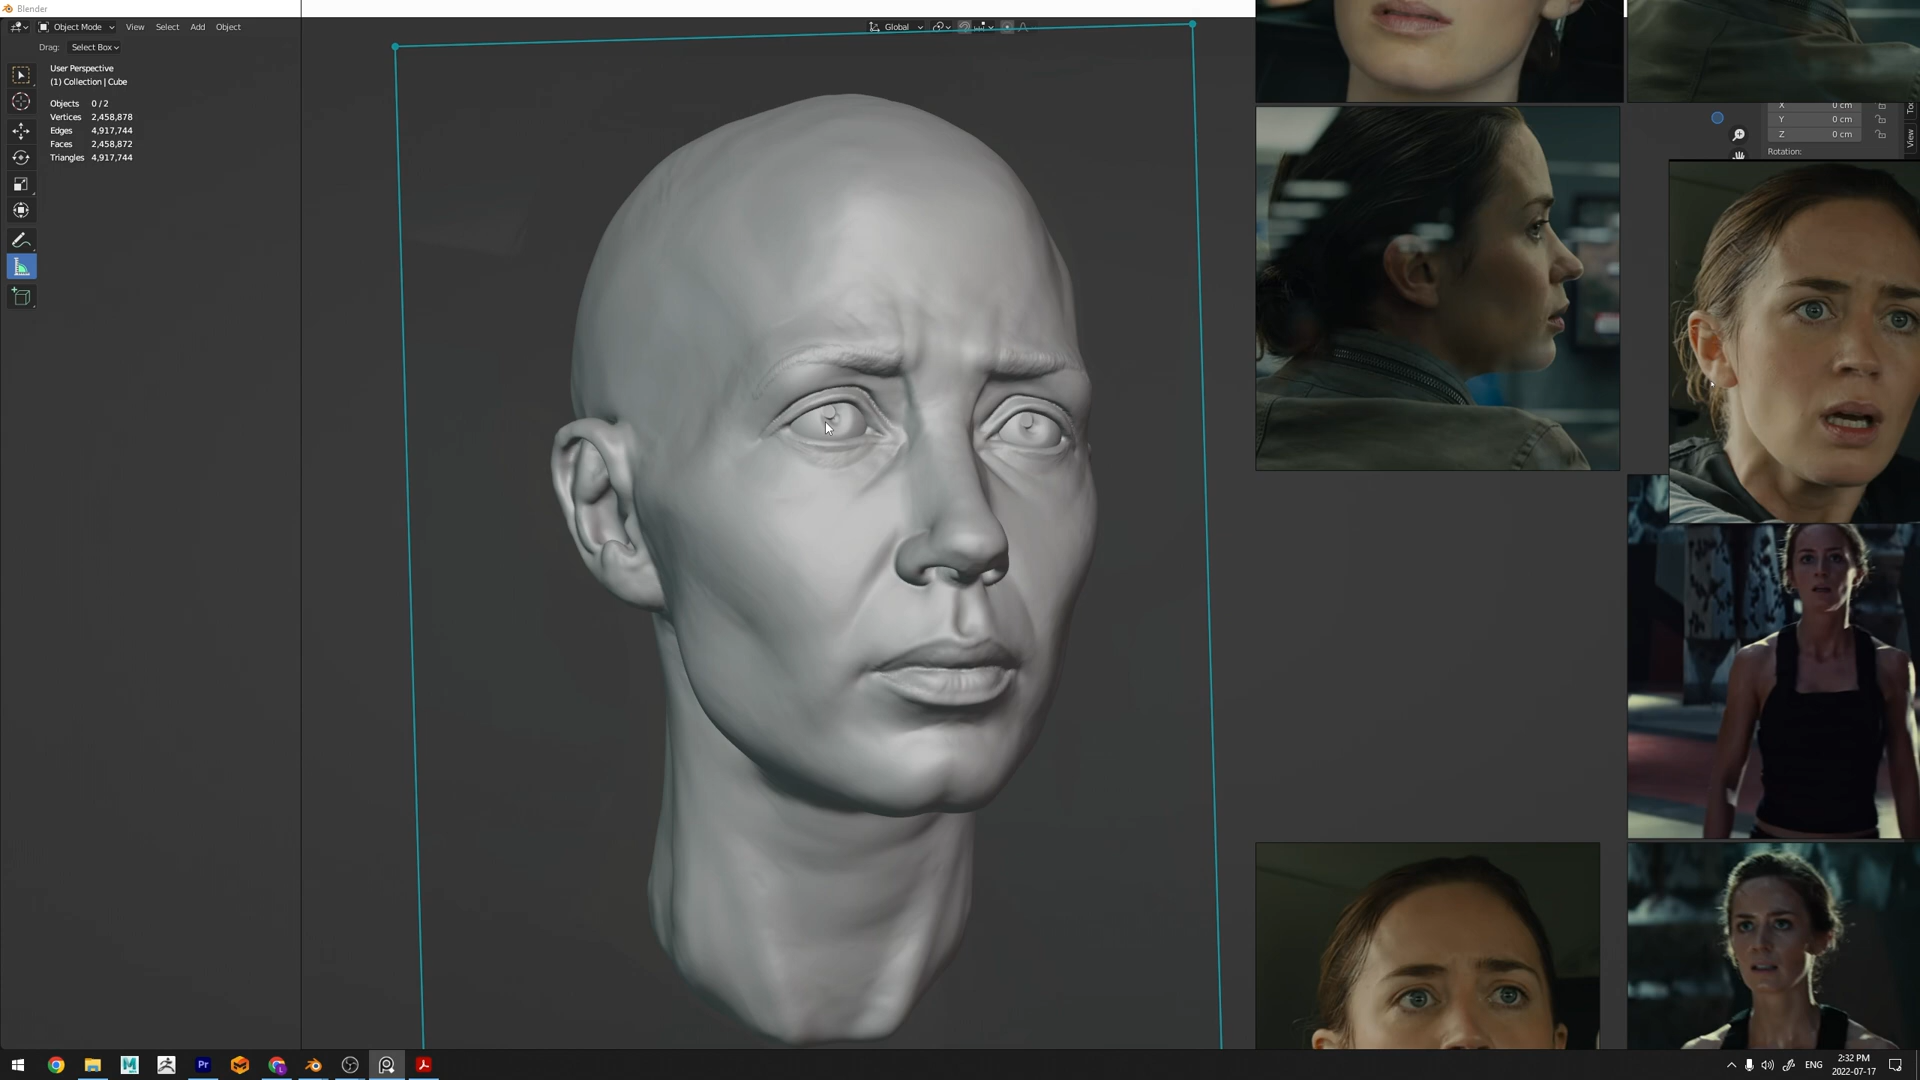 Blender
Object Mode View Select Add Object
Global
Drag: Select Box
User Perspective
(1) Collection | Cube
Objects 0 / 2
Vertices 2,458,878
Edges 4,917,744
Faces 2,458,872
Triangles 4,917,744
X 0 cm
Y 0 cm
Z 0 cm
Rotation:
View
Pr
ENG
2:32 PM
2022-07-17